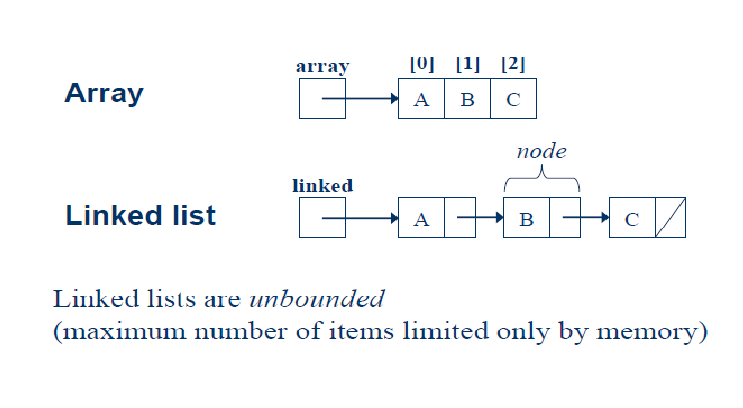 array [0] [1] [2]
Array A B C
node
linked
Linked list A B C
Linked lists are unbounded
(maximum number of items limited only by memory)